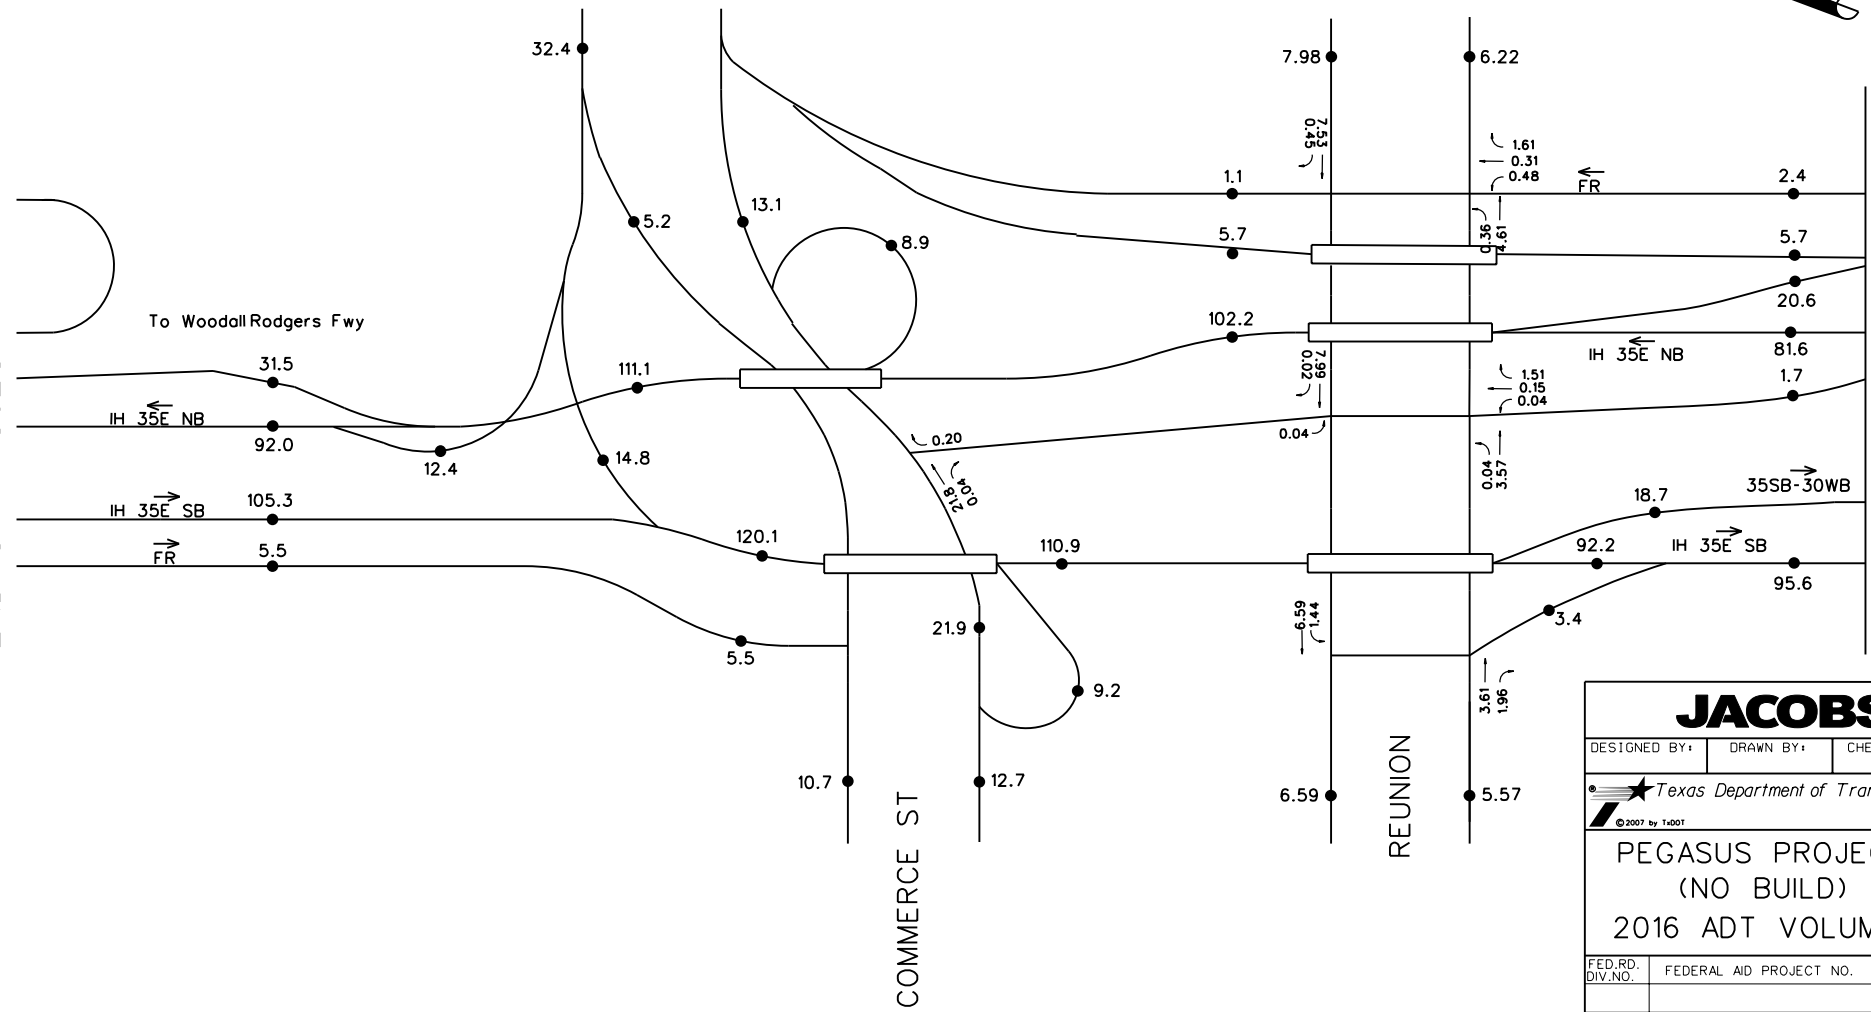 32.4
7.98
6.22
7.53
0.45
1.61
0.31
0.48
1.1
FR
2.4
5.2
13.1
8.9
5.7
0.36
4.61
5.7
20.6
To Woodall Rodgers Fwy
102.2
31.5
111.1
IH 35E NB
81.6
7.99
0.02
1.51
0.15
0.04
1.7
IH 35E NB
92.0
12.4
14.8
0.20
0.04
21.8
0.04
0.04
3.57
35SB-30WB
IH 35E SB
105.3
18.7
FR
5.5
120.1
110.9
92.2
IH 35E SB
95.6
6.59
1.44
3.4
21.9
5.5
9.2
3.61
1.96
10.7
12.7
6.59
5.57
COMMERCE ST
REUNION
JACOBS
DESIGNED BY:
DRAWN BY:
CHE
Texas Department of Tran
©2007 by TxDOT
PEGASUS PROJEC
(NO BUILD)
2016 ADT VOLUM
FED.RD.
DIV.NO.
FEDERAL AID PROJECT NO.